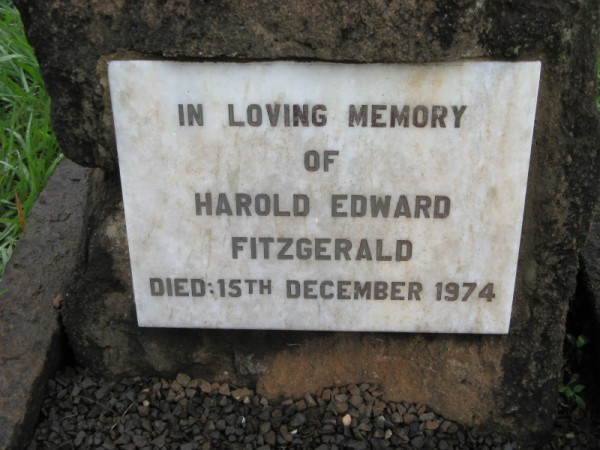 IN LOVING MEMORY
OF
HAROLD EDWARD
FITZGERALD
DIED: 15TH DECEMBER 1974